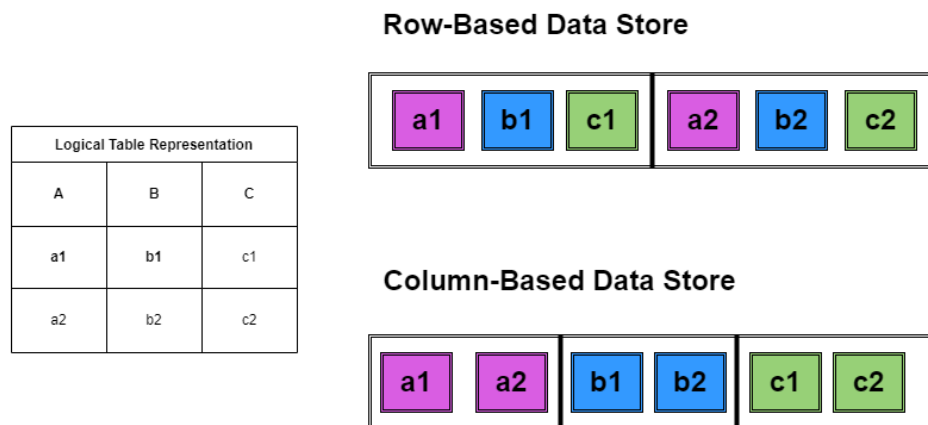 Row-Based Data Store
a1 b1 c1 a2 b2 c2
Logical Table Representation
A B C
a1 b1 c1
a2 b2 c2
Column-Based Data Store
a1 a2 b1 b2 c1 c2